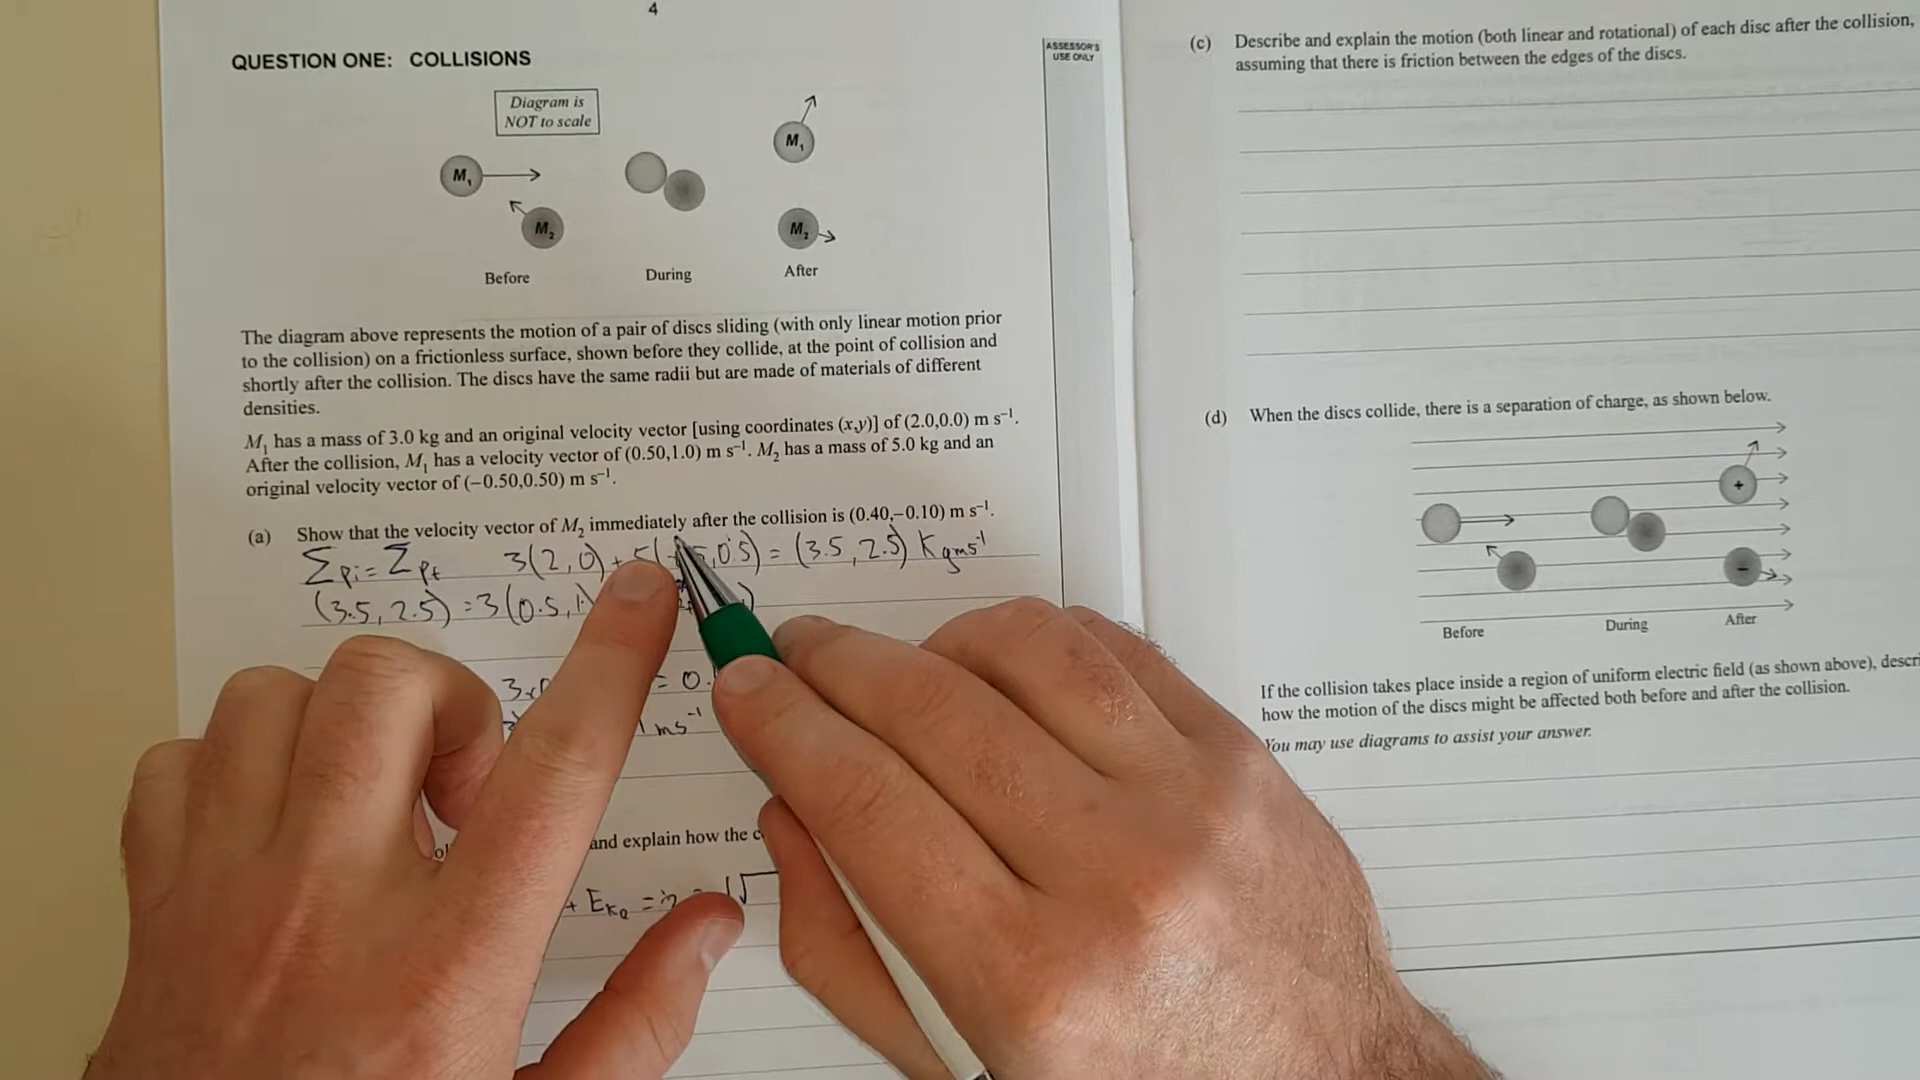 4
QUESTION ONE: COLLISIONS
ASSESSOR'S
USE ONLY
Diagram is
NOT to scale
M₁
M₂
M₁
M₂
Before
During
After
The diagram above represents the motion of a pair of discs sliding (with only linear motion prior
to the collision) on a frictionless surface, shown before they collide, at the point of collision and
shortly after the collision. The discs have the same radii but are made of materials of different
densities.
M₁ has a mass of 3.0 kg and an original velocity vector [using coordinates (x,y)] of (2.0,0.0) m s⁻¹.
After the collision, M₁ has a velocity vector of (0.50,1.0) m s⁻¹. M₂ has a mass of 5.0 kg and an
original velocity vector of (−0.50,0.50) m s⁻¹.
(a) Show that the velocity vector of M₂ immediately after the collision is (0.40,−0.10) m s⁻¹.
Σpi = Σpf 3(2,0) + 5( ,0.5) = (3.5, 2.5) Kgms⁻¹
(3.5, 2.5) = 3(0.5,1
= 0.
ms⁻¹
and explain how the
+ EKQ =
(c) Describe and explain the motion (both linear and rotational) of each disc after the collision,
assuming that there is friction between the edges of the discs.
(d) When the discs collide, there is a separation of charge, as shown below.
+
−
Before
During
After
If the collision takes place inside a region of uniform electric field (as shown above), descri
how the motion of the discs might be affected both before and after the collision.
You may use diagrams to assist your answer.